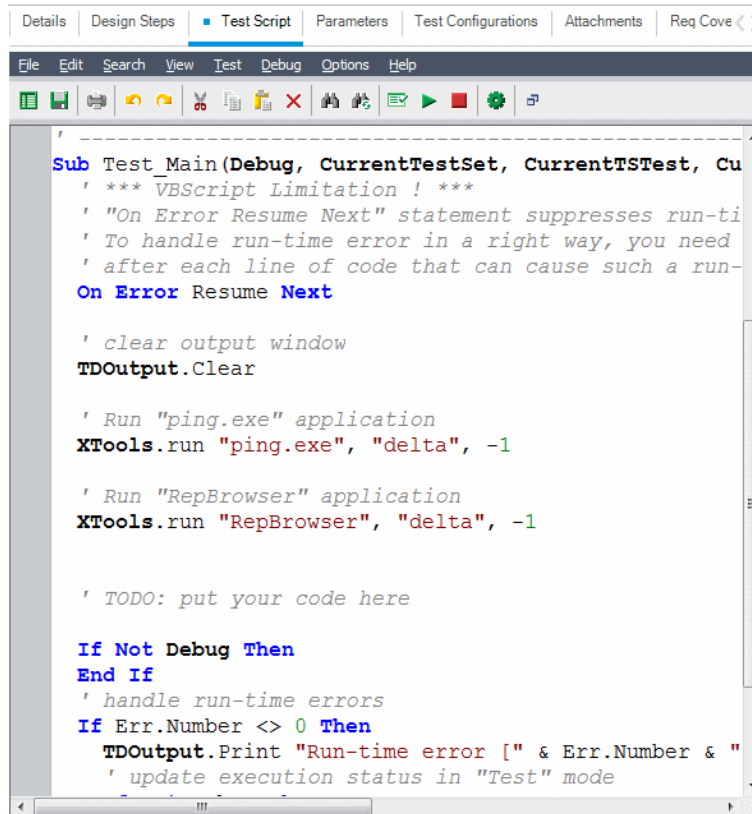 Details Design Steps Test Script Parameters Test Configurations Attachments Req Cove
File Edit Search View Test Debug Options Help
' ___________________________________________________
Sub Test_Main(Debug, CurrentTestSet, CurrentTSTest, Cu
' *** VBScript Limitation ! ***
' "On Error Resume Next" statement suppresses run-ti
' To handle run-time error in a right way, you need
' after each line of code that can cause such a run-
On Error Resume Next
' clear output window
TDOutput.Clear
' Run "ping.exe" application
XTools.run "ping.exe", "delta", -1
' Run "RepBrowser" application
XTools.run "RepBrowser", "delta", -1
' TODO: put your code here
If Not Debug Then
End If
' handle run-time errors
If Err.Number <> 0 Then
TDOutput.Print "Run-time error [" & Err.Number & "
' update execution status in "Test" mode